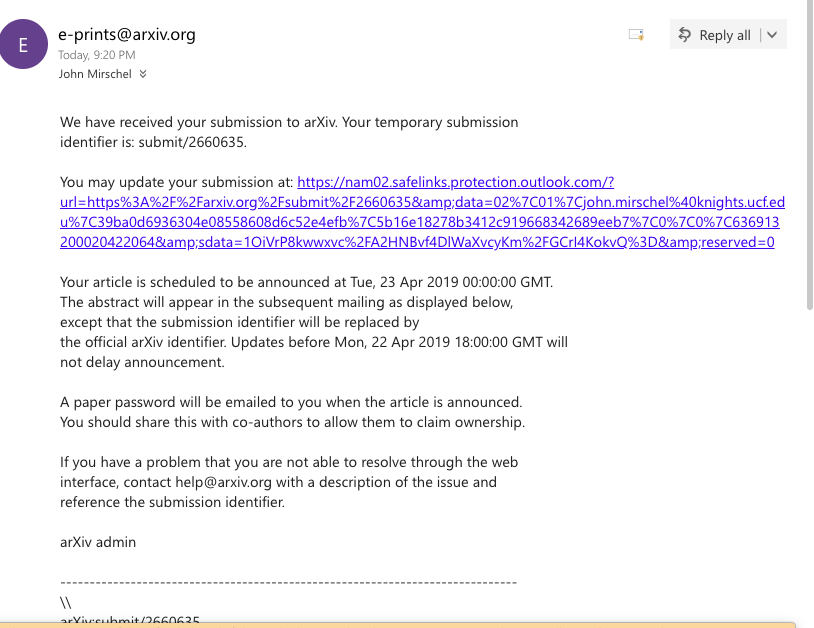 E
e-prints@arxiv.org
Today, 9:20 PM
John Mirschel
Reply all
We have received your submission to arXiv. Your temporary submission
identifier is: submit/2660635.
You may update your submission at: https://nam02.safelinks.protection.outlook.com/?
url=https%3A%2F%2Farxiv.org%2Fsubmit%2F2660635&amp;data=02%7C01%7Cjohn.mirschel%40knights.ucf.ed
u%7C39ba0d6936304e08558608d6c52e4efb%7C5b16e18278b3412c919668342689eeb7%7C0%7C0%7C636913
200020422064&amp;sdata=1OiVrP8kwwxvc%2FA2HNBvf4DlWaXvcyKm%2FGCrI4KokvQ%3D&amp;reserved=0
Your article is scheduled to be announced at Tue, 23 Apr 2019 00:00:00 GMT.
The abstract will appear in the subsequent mailing as displayed below,
except that the submission identifier will be replaced by
the official arXiv identifier. Updates before Mon, 22 Apr 2019 18:00:00 GMT will
not delay announcement.
A paper password will be emailed to you when the article is announced.
You should share this with co-authors to allow them to claim ownership.
If you have a problem that you are not able to resolve through the web
interface, contact help@arxiv.org with a description of the issue and
reference the submission identifier.
arXiv admin
------------------------------------------------------------------------------
\\
arXiv:submit/2660635